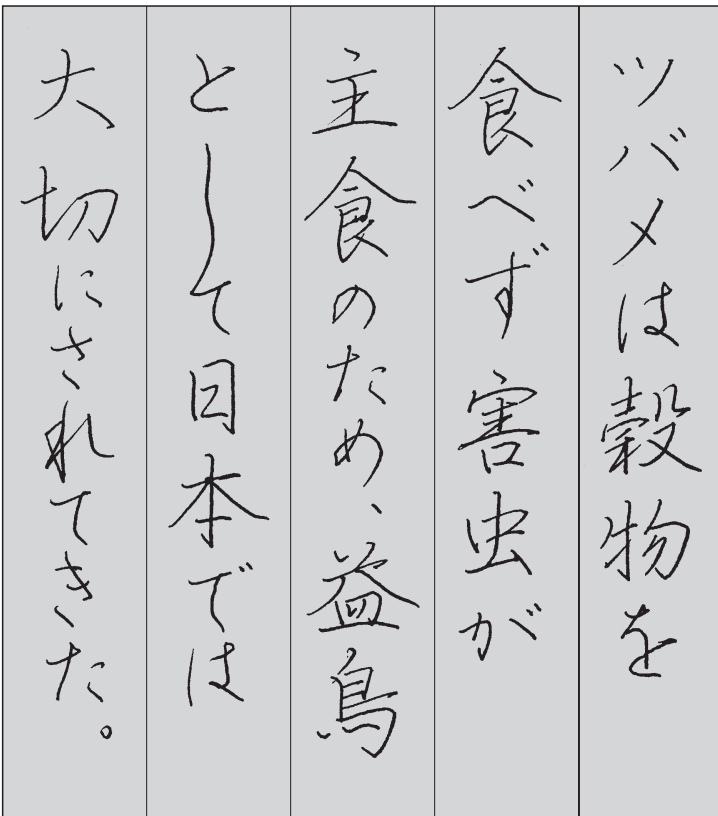 ツバメは穀物を
食べず害虫が
主食のため、益鳥
として日本では
大切にされてきた。